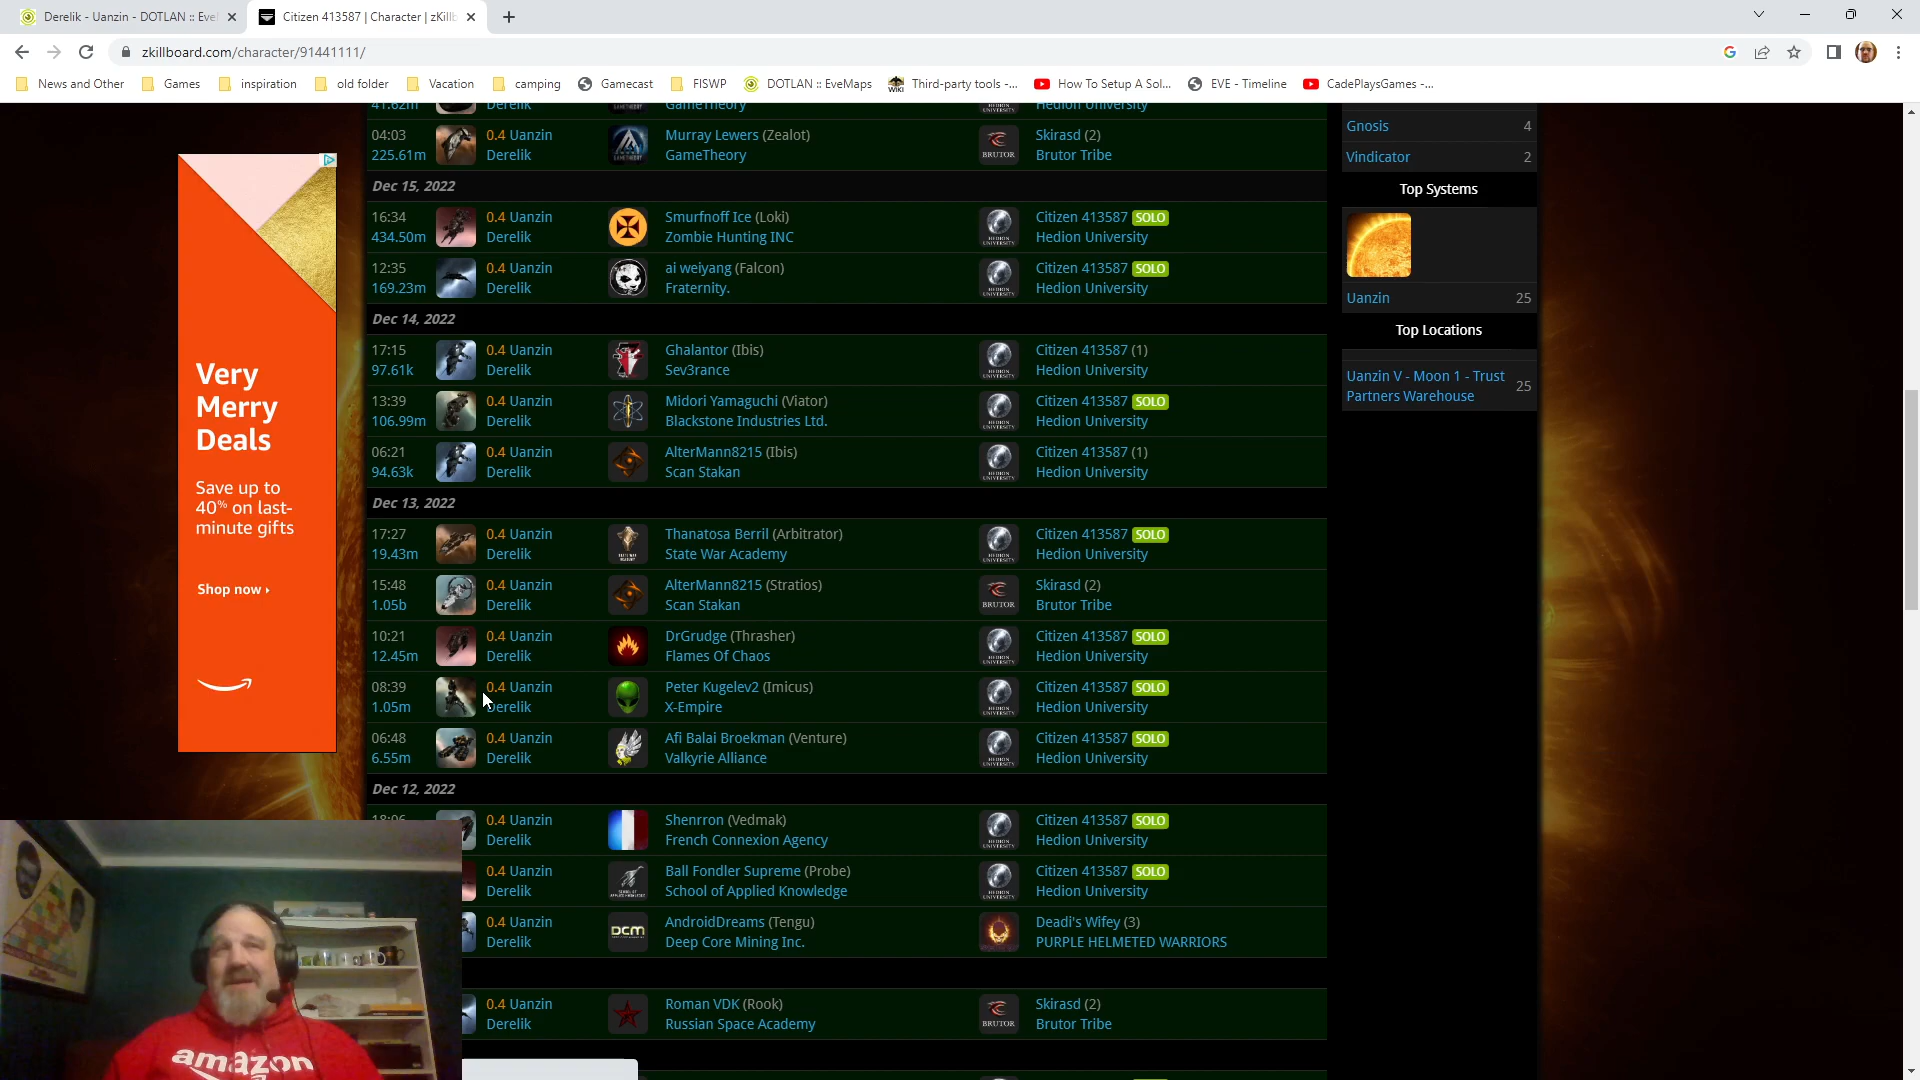 Derelik - Uanzin - DOTLAN :: Eve
Citizen 413587 | Character | zKillb
zkillboard.com/character/91441111/
News and Other
Games
inspiration
old folder
Vacation
camping
Gamecast
FISWP
DOTLAN :: EveMaps
Third-party tools -...
How To Setup A Sol...
EVE - Timeline
CadePlaysGames -...
41.62m Derelik GameTheory Hedion University
04:03 0.4 Uanzin Murray Lewers (Zealot) Skirasd (2)
225.61m Derelik GameTheory BRUTOR Brutor Tribe
Dec 15, 2022
16:34 0.4 Uanzin Smurfnoff Ice (Loki) Citizen 413587 SOLO
434.50m Derelik Zombie Hunting INC Hedion University
12:35 0.4 Uanzin ai weiyang (Falcon) Citizen 413587 SOLO
169.23m Derelik Fraternity. Hedion University
Dec 14, 2022
17:15 0.4 Uanzin Ghalantor (Ibis) Citizen 413587 (1)
97.61k Derelik Sev3rance Hedion University
13:39 0.4 Uanzin Midori Yamaguchi (Viator) Citizen 413587 SOLO
106.99m Derelik Blackstone Industries Ltd. Hedion University
06:21 0.4 Uanzin AlterMann8215 (Ibis) Citizen 413587 (1)
94.63k Derelik Scan Stakan Hedion University
Dec 13, 2022
17:27 0.4 Uanzin Thanatosa Berril (Arbitrator) Citizen 413587 SOLO
19.43m Derelik State War Academy Hedion University
15:48 0.4 Uanzin AlterMann8215 (Stratios) Skirasd (2)
1.05b Derelik Scan Stakan BRUTOR Brutor Tribe
10:21 0.4 Uanzin DrGrudge (Thrasher) Citizen 413587 SOLO
12.45m Derelik Flames Of Chaos Hedion University
08:39 0.4 Uanzin Peter Kugelev2 (Imicus) Citizen 413587 SOLO
1.05m Derelik X-Empire Hedion University
06:48 0.4 Uanzin Afi Balai Broekman (Venture) Citizen 413587 SOLO
6.55m Derelik Valkyrie Alliance Hedion University
Dec 12, 2022
18:06 0.4 Uanzin Shenrron (Vedmak) Citizen 413587 SOLO
Derelik French Connexion Agency Hedion University
0.4 Uanzin Ball Fondler Supreme (Probe) Citizen 413587 SOLO
Derelik School of Applied Knowledge Hedion University
0.4 Uanzin AndroidDreams (Tengu) Deadi's Wifey (3)
Derelik DCM Deep Core Mining Inc. PURPLE HELMETED WARRIORS
0.4 Uanzin Roman VDK (Rook) Skirasd (2)
Derelik Russian Space Academy BRUTOR Brutor Tribe
Gnosis 4
Vindicator 2
Top Systems
Uanzin 25
Top Locations
Uanzin V - Moon 1 - Trust
Partners Warehouse 25
Very
Merry
Deals
Save up to
40% on last-
minute gifts
Shop now
amazon